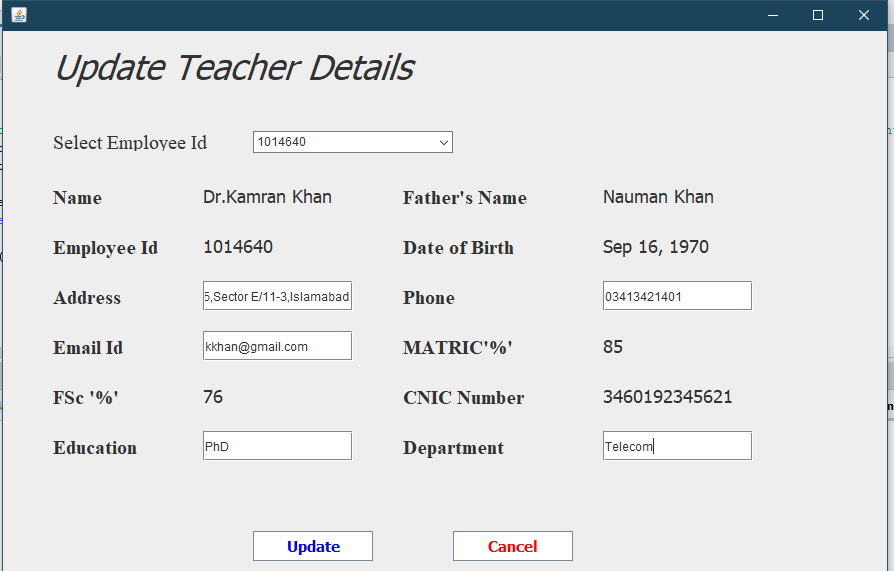 Update Teacher Details
Select Employee Id 1014640
Name Dr.Kamran Khan Father's Name Nauman Khan
Employee Id 1014640 Date of Birth Sep 16, 1970
Address 5,Sector E/11-3,Islamabad Phone 03413421401
Email Id kkhan@gmail.com MATRIC'%' 85
FSc '%' 76 CNIC Number 3460192345621
Education PhD Department Telecom
Update Cancel